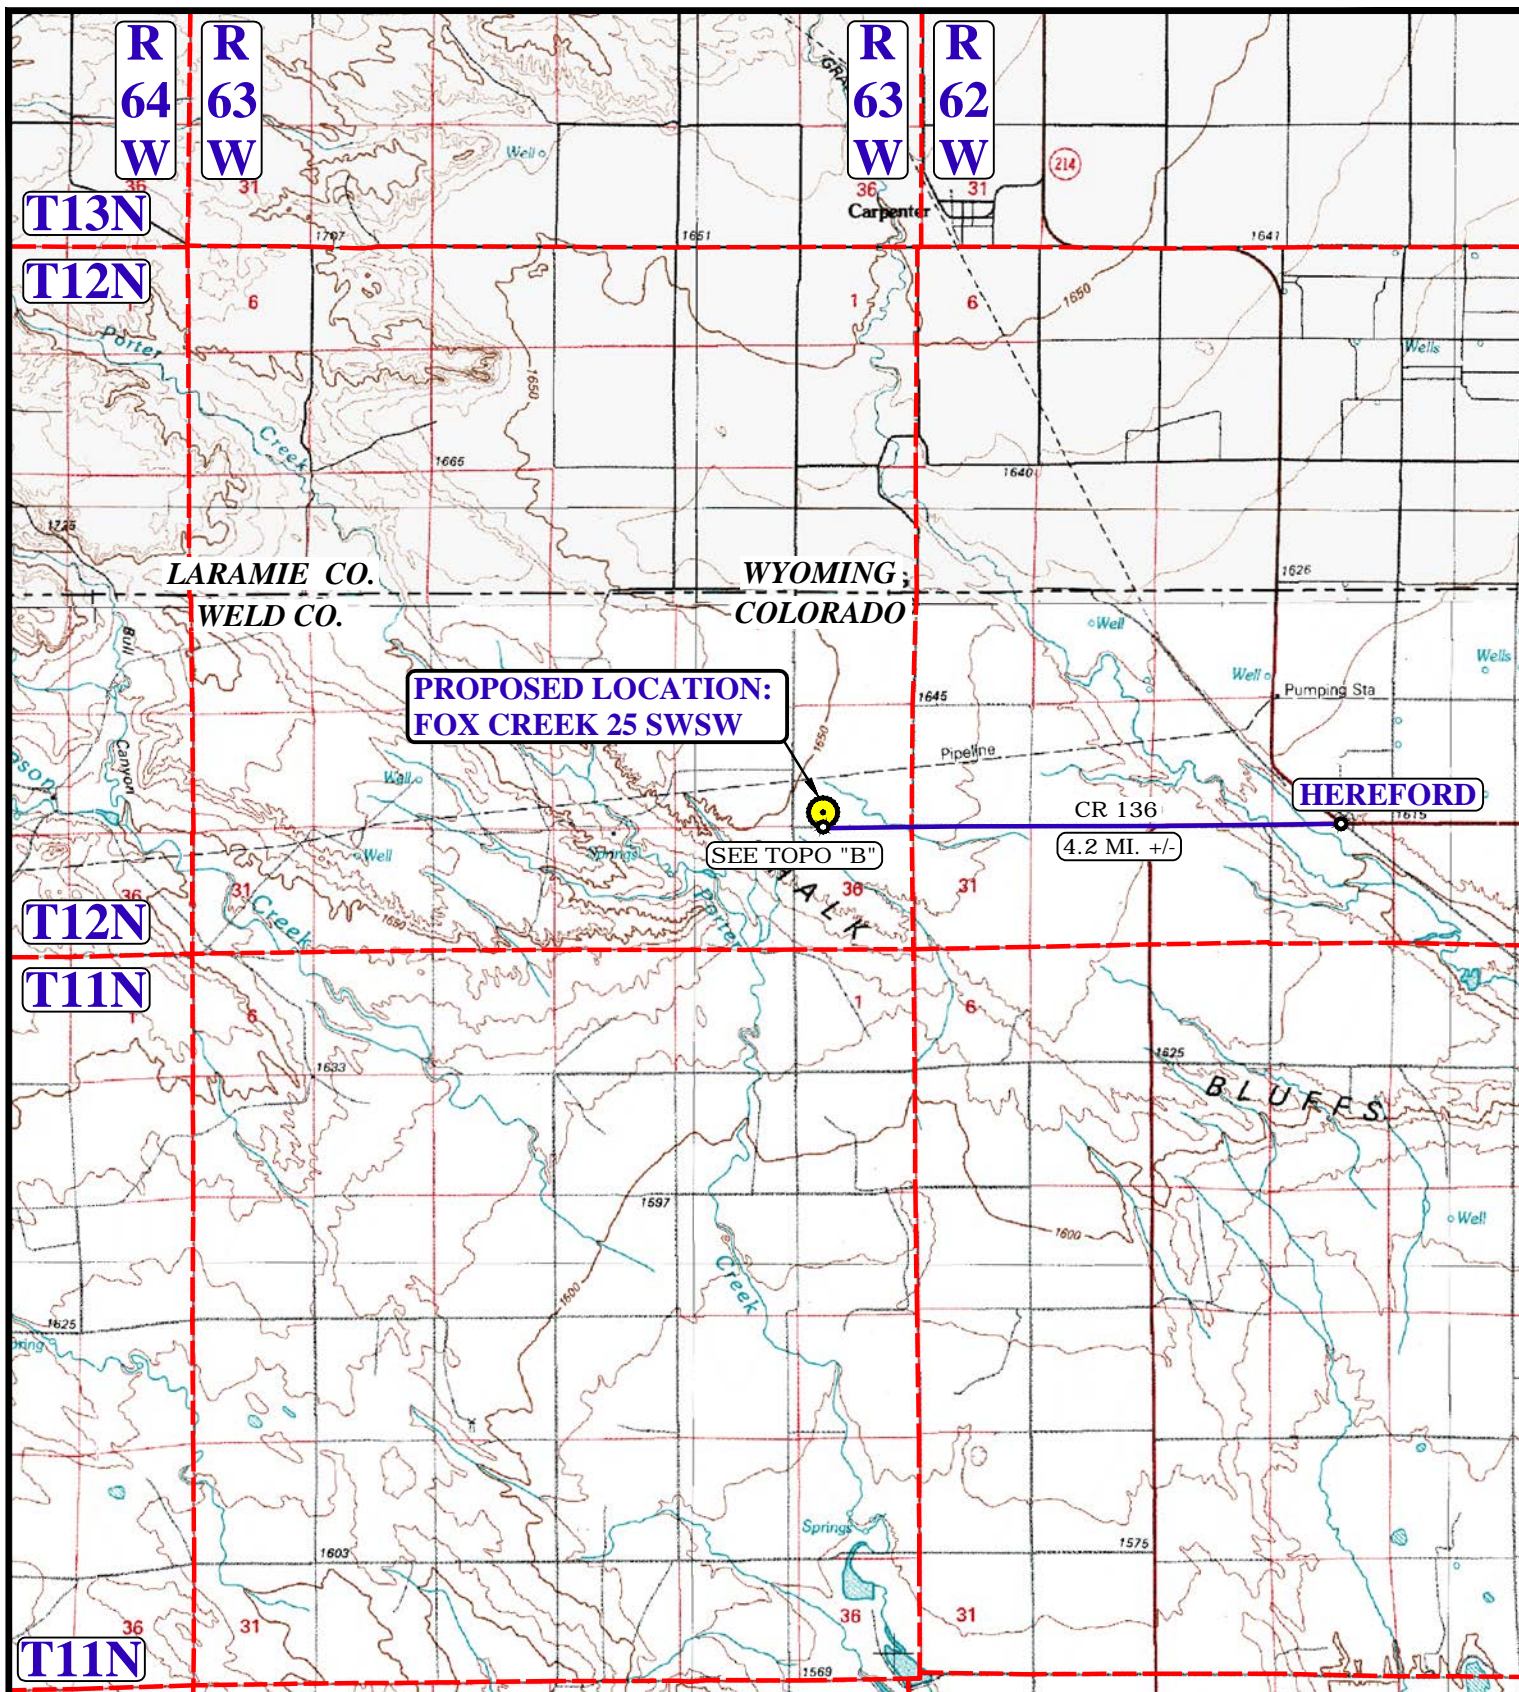 R
64
W
R
63
W
R
63
W
R
62
W
Well
214
36
31
36
31
T13N
Carpenter
1707
1651
1641
T12N
6
1
6
1650
Porter
Wells
1650
Creek
1665
1640
1725
LARAMIE CO.
WYOMING
1626
WELD CO.
COLORADO
Well
Bull
Wells
Well
PROPOSED LOCATION:
FOX CREEK 25 SWSW
Pumping Sta
1645
1650
Canyon
Pipeline
Well
HEREFORD
CR 136
1615
4.2 MI. +/-
SEE TOPO "B"
Well
Springs
36
31
36
31
Creek
Porter
1650
T12N
T11N
1
6
1
6
1625
1633
BLUFFS
1597
Well
1600
Creek
1600
1625
Springs
1575
1603
36
31
36
31
T11N
1569